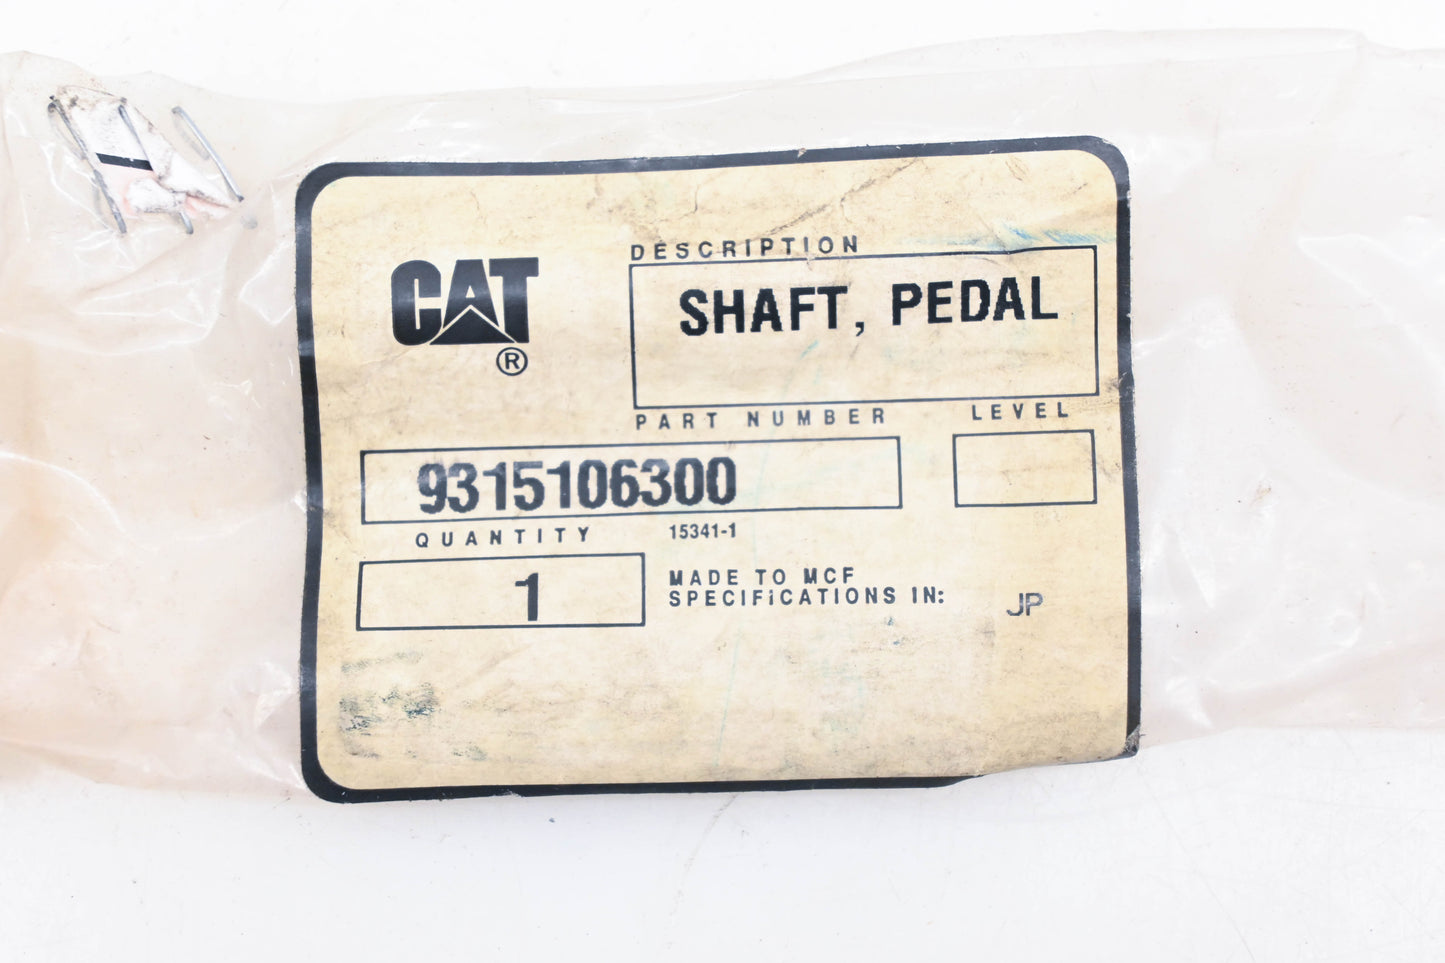 CAT
®
DESCRIPTION
SHAFT, PEDAL
PART NUMBER
LEVEL
9315106300
QUANTITY
15341-1
1
MADE TO MCF
SPECIFiCATIONS IN:
JP